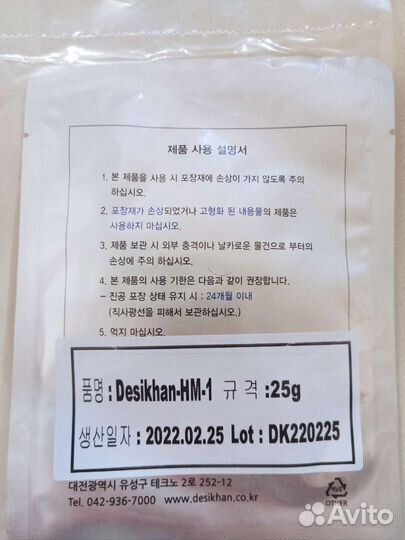 제품 사용 설명서
1. 본 제품을 사용 시 포장재에 손상이 가지 않도록 주의
하십시오.
2. 포장재가 손상되었거나 고형화 된 내용물의 제품은
사용하지 마십시오.
3. 제품 보관 시 외부 충격이나 날카로운 물건으로 부터의
손상에 주의 하십시오.
4. 본 제품의 사용 기한은 다음과 같이 권장합니다.
- 진공 포장 상태 유지 시 : 24개월 이내
(직사광선을 피해서 보관하십시오.)
5. 먹지 마십시오.
품명 : Desikhan-HM-1 규격 :25g
생산일자 : 2022.02.25 Lot : DK220225
대전광역시 유성구 테크노 2로 252-12
Tel. 042-936-7000 www.desikhan.co.kr
OTHER
Avito